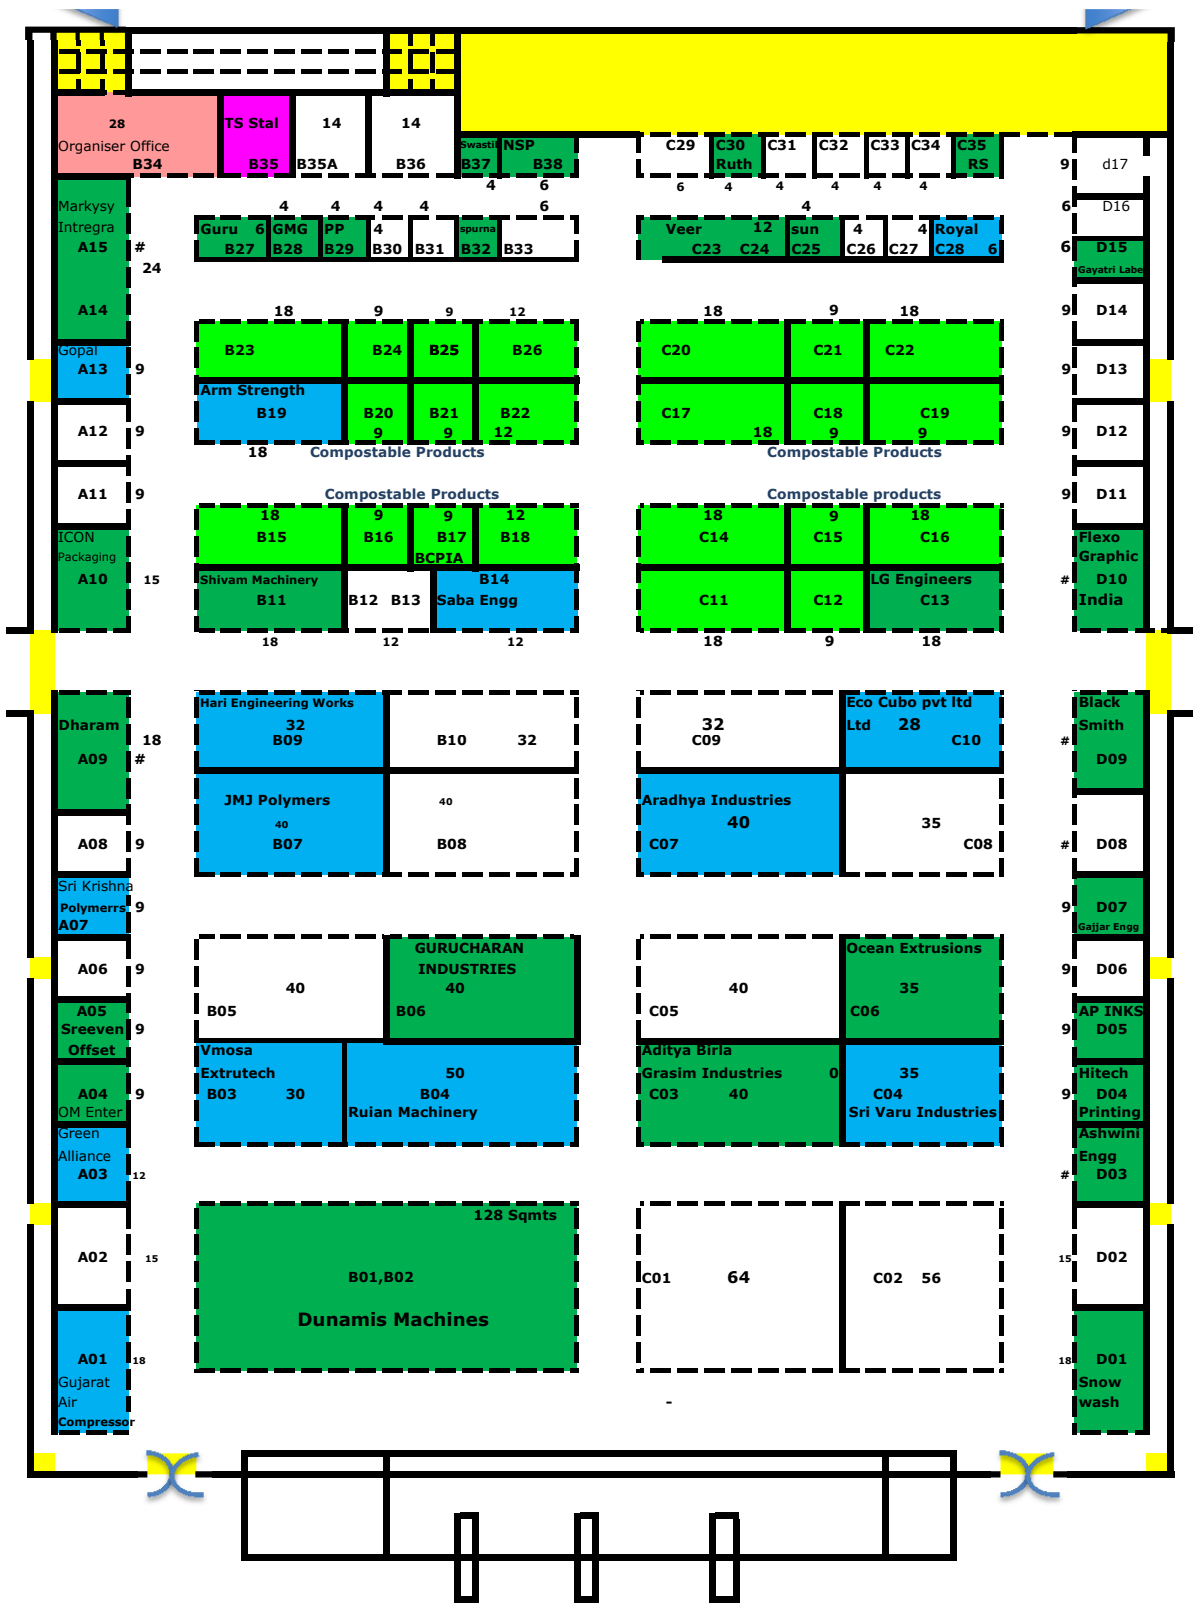 28
Organiser Office
B34
TS Stal
B35
14
B35A
14
B36
Swasti
B37
NSP
B38
4
6
C29
C30
Ruth
C31
C32
C33
C34
C35
RS
6
4
4
4
4
4
9
d17
6
D16
6
D15
Gayatri Labe
Markysy
Intregra
A15
#
24
A14
4
4
4
4
6
Guru 6
B27
GMG
B28
PP
B29
4
B30
B31
spurna
B32
B33
4
Veer 12
C23 C24
sun
C25
4
C26
4
C27
Royal
C28 6
18
9
9
12
B23
B24
B25
B26
18
9
18
C20
C21
C22
9
D14
Gopal
A13
9
9
D13
Arm Strength
B19
B20
9
B21
9
B22
12
18
Compostable Products
C17
18
C18
9
C19
9
Compostable Products
A12
9
9
D12
A11
9
9
D11
Compostable Products
Compostable products
18
B15
9
B16
9
B17
BCPIA
12
B18
18
C14
9
C15
18
C16
ICON
Packaging
A10
15
Shivam Machinery
B11
B12 B13
B14
Saba Engg
18
12
12
C11
C12
LG Engineers
C13
18
9
18
Flexo
Graphic
# D10
India
Dharam
18
A09
#
Hari Engineering Works
32
B09
B10 32
32
C09
Eco Cubo pvt ltd
Ltd 28
C10
Black
Smith
#
D09
JMJ Polymers
40
B07
40
B08
Aradhya Industries
40
C07
35
C08
A08
9
#
D08
Sri Krishna
Polymerrs
A07
9
9
D07
Gajjar Engg
A06
9
40
B05
GURUCHARAN
INDUSTRIES
40
B06
40
C05
Ocean Extrusions
35
C06
9
D06
A05
Sreeven
Offset
9
AP INKS
9
D05
Vmosa
Extrutech
B03 30
50
B04
Ruian Machinery
Aditya Birla
Grasim Industries 0
C03 40
35
C04
Sri Varu Industries
A04
9
OM Enter
Hitech
9
D04
Printing
Green
Alliance
A03
12
Ashwini
Engg
#
D03
A02
15
128 Sqmts
B01,B02
Dunamis Machines
C01 64
C02 56
15
D02
A01
18
Gujarat
Air
Compressor
18
D01
Snow
wash
-